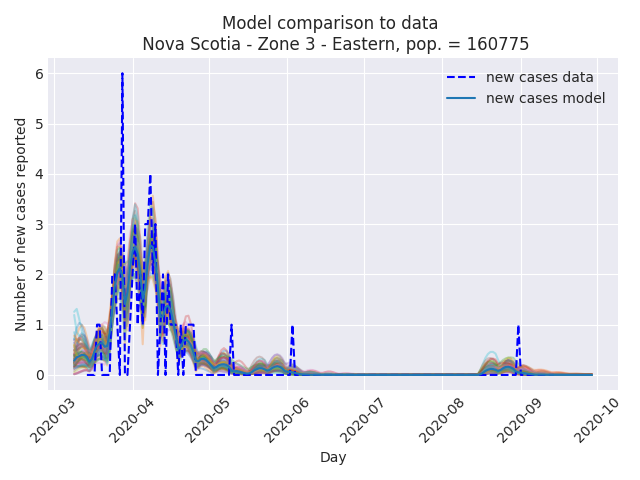 Model comparison to data
Nova Scotia - Zone 3 - Eastern, pop. = 160775
new cases data
new cases model
Number of new cases reported
6
5
4
3
2
1
0
2020-03
2020-04
2020-05
2020-06
2020-07
2020-08
2020-09
2020-10
Day